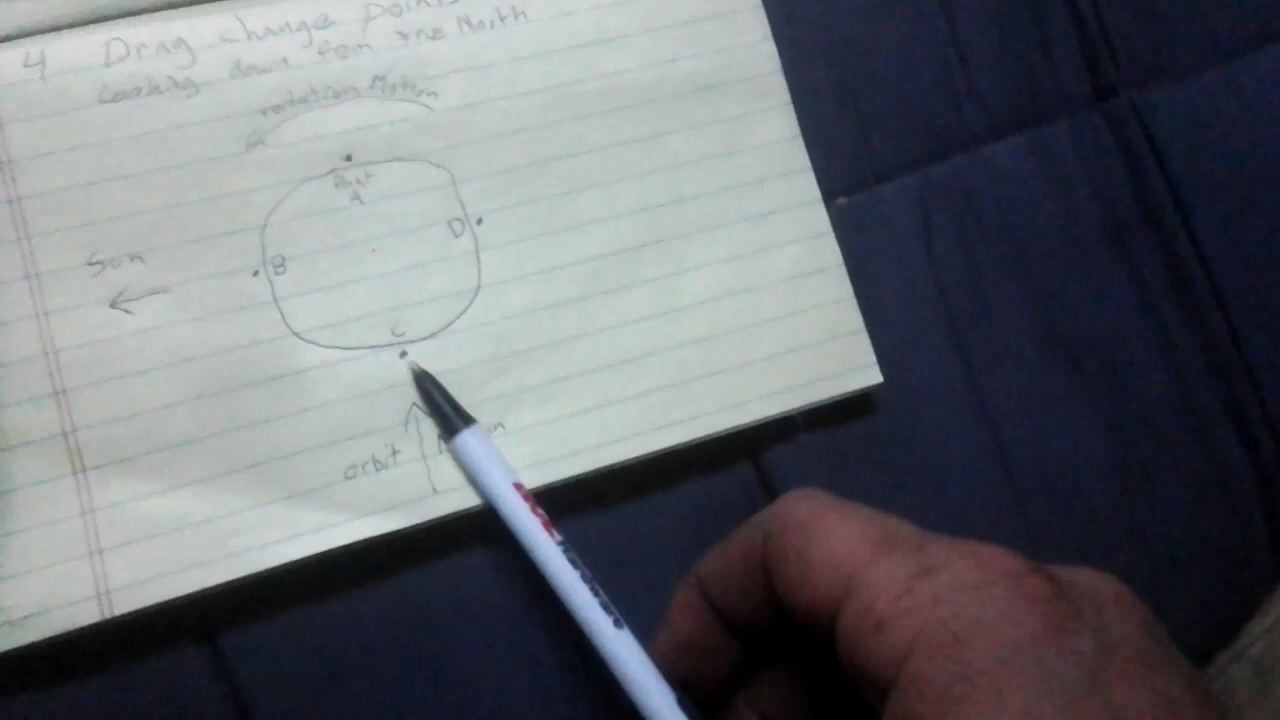 4 Drag change points
Looking down from the North
rotation Motion
Point
A
D
Sun
B
C
orbit